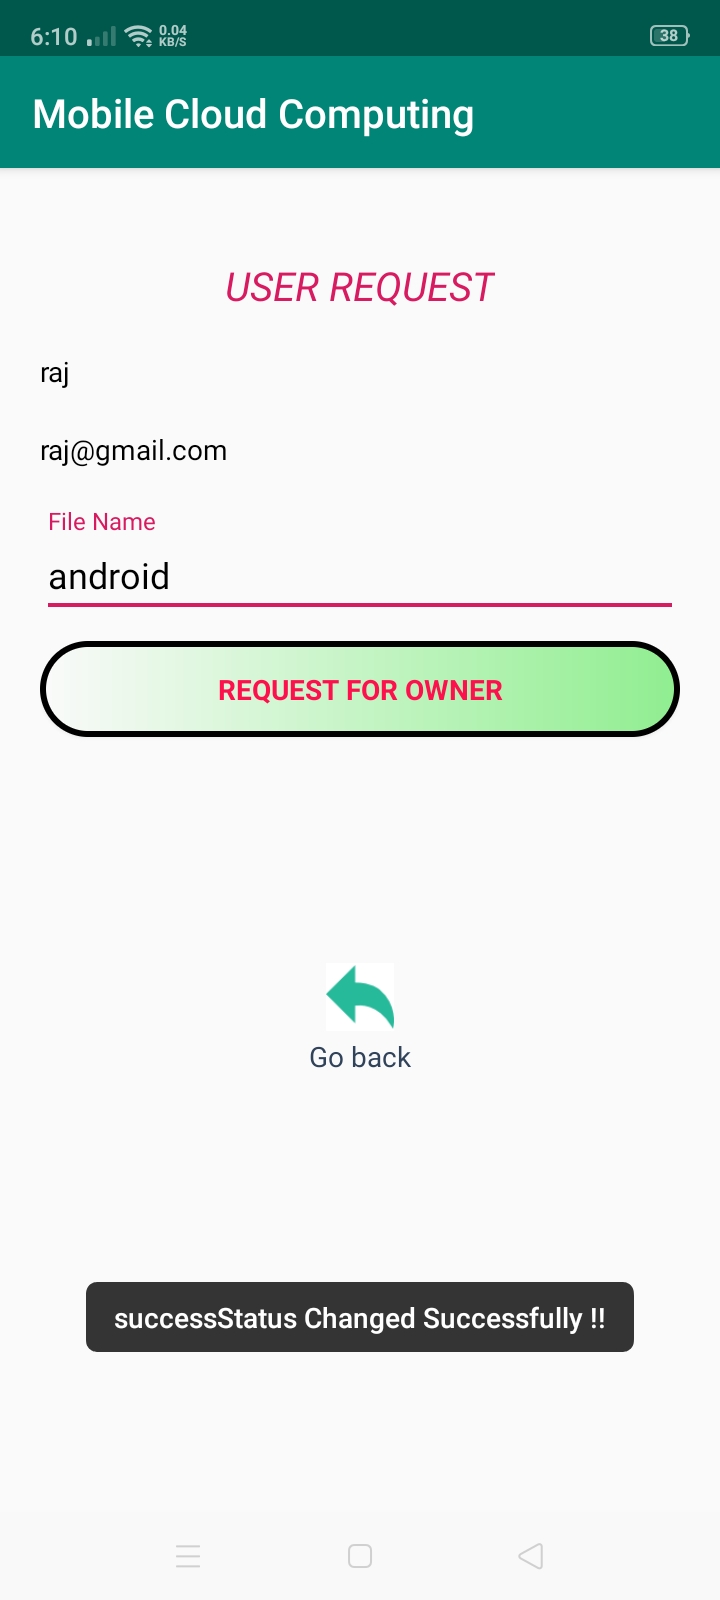 6:10 0.04 KB/S 38
Mobile Cloud Computing
USER REQUEST
raj
raj@gmail.com
File Name
android
REQUEST FOR OWNER
Go back
successStatus Changed Successfully !!